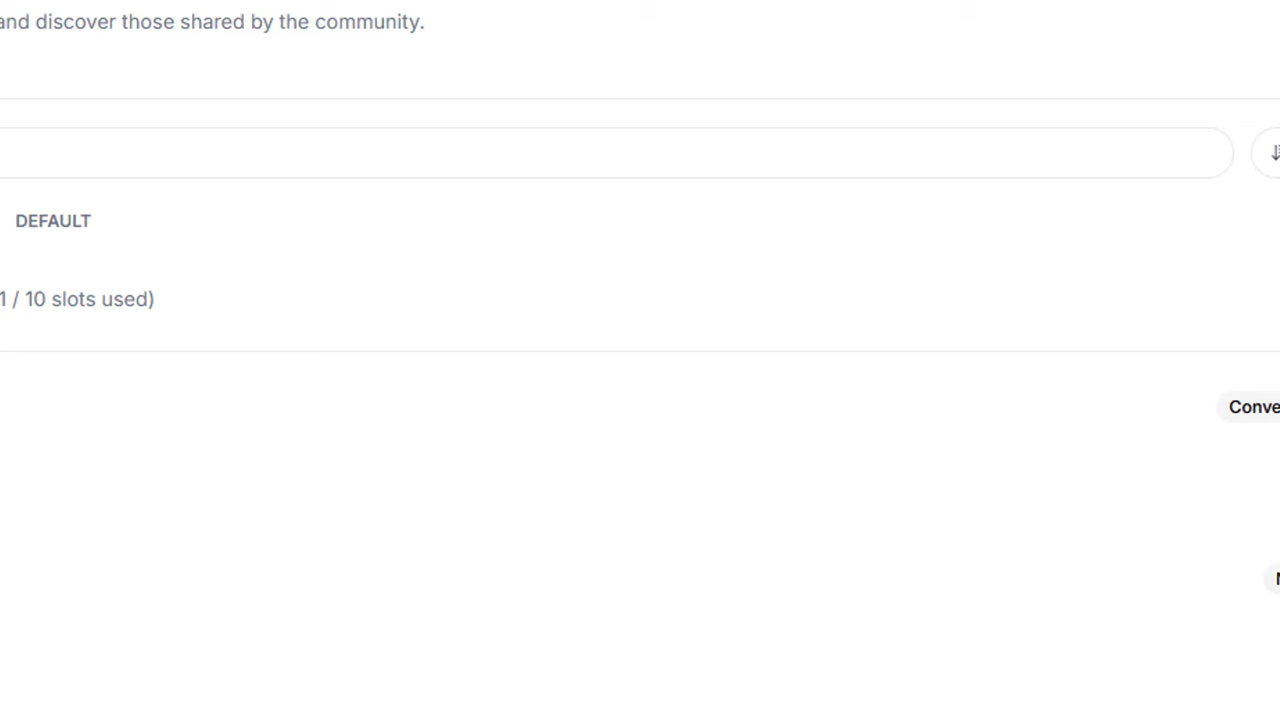 and discover those shared by the community.
DEFAULT
1 / 10 slots used)
Conve